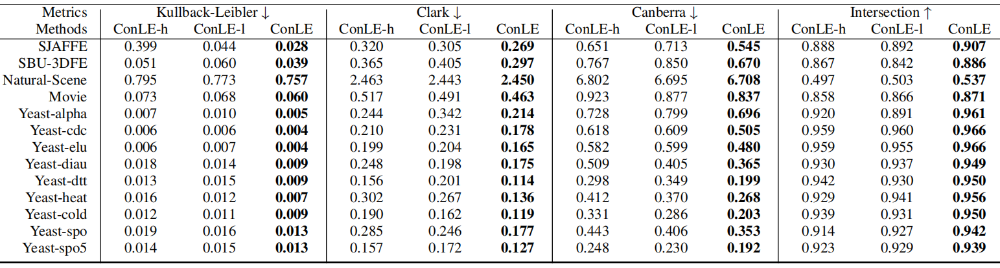 Metrics Kullback-Leibler ↓ Clark ↓ Canberra ↓ Intersection ↑
Methods ConLE-h ConLE-l ConLE ConLE-h ConLE-l ConLE ConLE-h ConLE-l ConLE ConLE-h ConLE-l ConLE
SJAFFE 0.399 0.044 0.028 0.320 0.305 0.269 0.651 0.713 0.545 0.888 0.892 0.907
SBU-3DFE 0.051 0.060 0.039 0.365 0.405 0.297 0.767 0.850 0.670 0.867 0.842 0.886
Natural-Scene 0.795 0.773 0.757 2.463 2.443 2.450 6.802 6.695 6.708 0.497 0.503 0.537
Movie 0.073 0.068 0.060 0.517 0.491 0.463 0.923 0.877 0.837 0.858 0.866 0.871
Yeast-alpha 0.007 0.010 0.005 0.244 0.342 0.214 0.728 0.799 0.696 0.920 0.891 0.961
Yeast-cdc 0.006 0.006 0.004 0.210 0.231 0.178 0.618 0.609 0.505 0.959 0.960 0.966
Yeast-elu 0.006 0.007 0.004 0.199 0.204 0.165 0.582 0.599 0.480 0.959 0.955 0.966
Yeast-diau 0.018 0.014 0.009 0.248 0.198 0.175 0.509 0.405 0.365 0.930 0.937 0.949
Yeast-dtt 0.013 0.015 0.009 0.156 0.201 0.114 0.298 0.349 0.199 0.942 0.930 0.950
Yeast-heat 0.016 0.012 0.007 0.302 0.267 0.136 0.412 0.370 0.268 0.929 0.941 0.956
Yeast-cold 0.012 0.011 0.009 0.190 0.162 0.119 0.331 0.286 0.203 0.939 0.931 0.950
Yeast-spo 0.019 0.016 0.013 0.285 0.246 0.177 0.443 0.406 0.353 0.914 0.927 0.942
Yeast-spo5 0.014 0.015 0.013 0.157 0.172 0.127 0.248 0.230 0.192 0.923 0.929 0.939